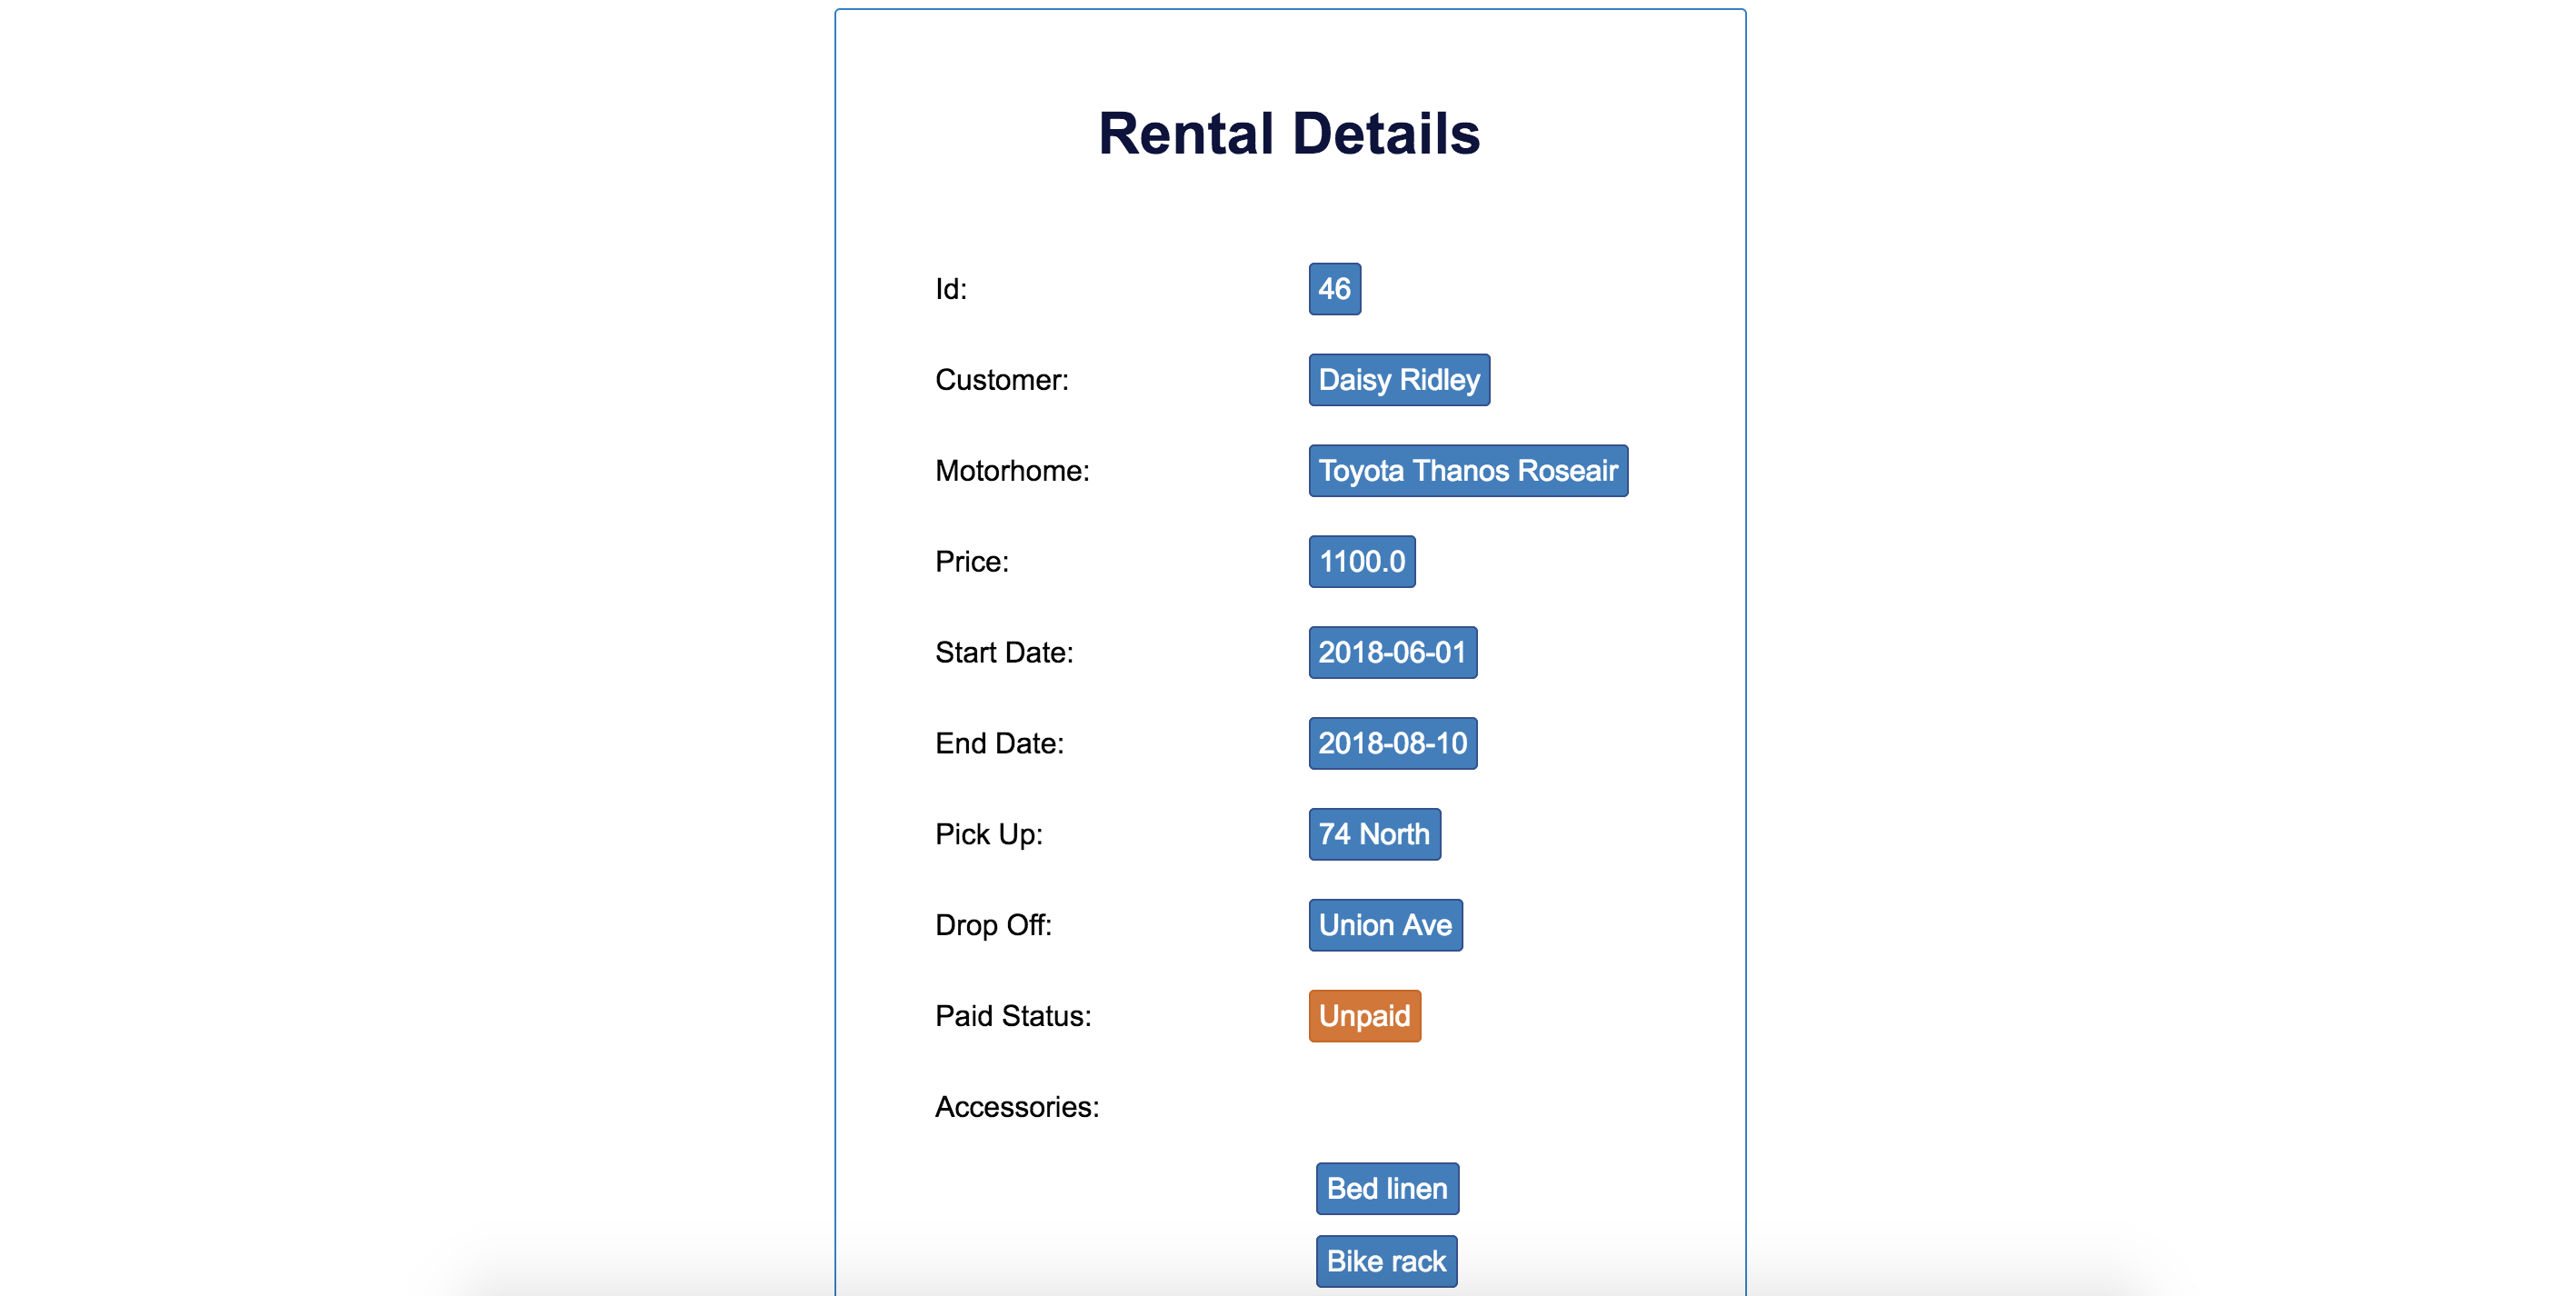 Rental Details
Id: 46
Customer: Daisy Ridley
Motorhome: Toyota Thanos Roseair
Price: 1100.0
Start Date: 2018-06-01
End Date: 2018-08-10
Pick Up: 74 North
Drop Off: Union Ave
Paid Status: Unpaid
Accessories:
Bed linen
Bike rack